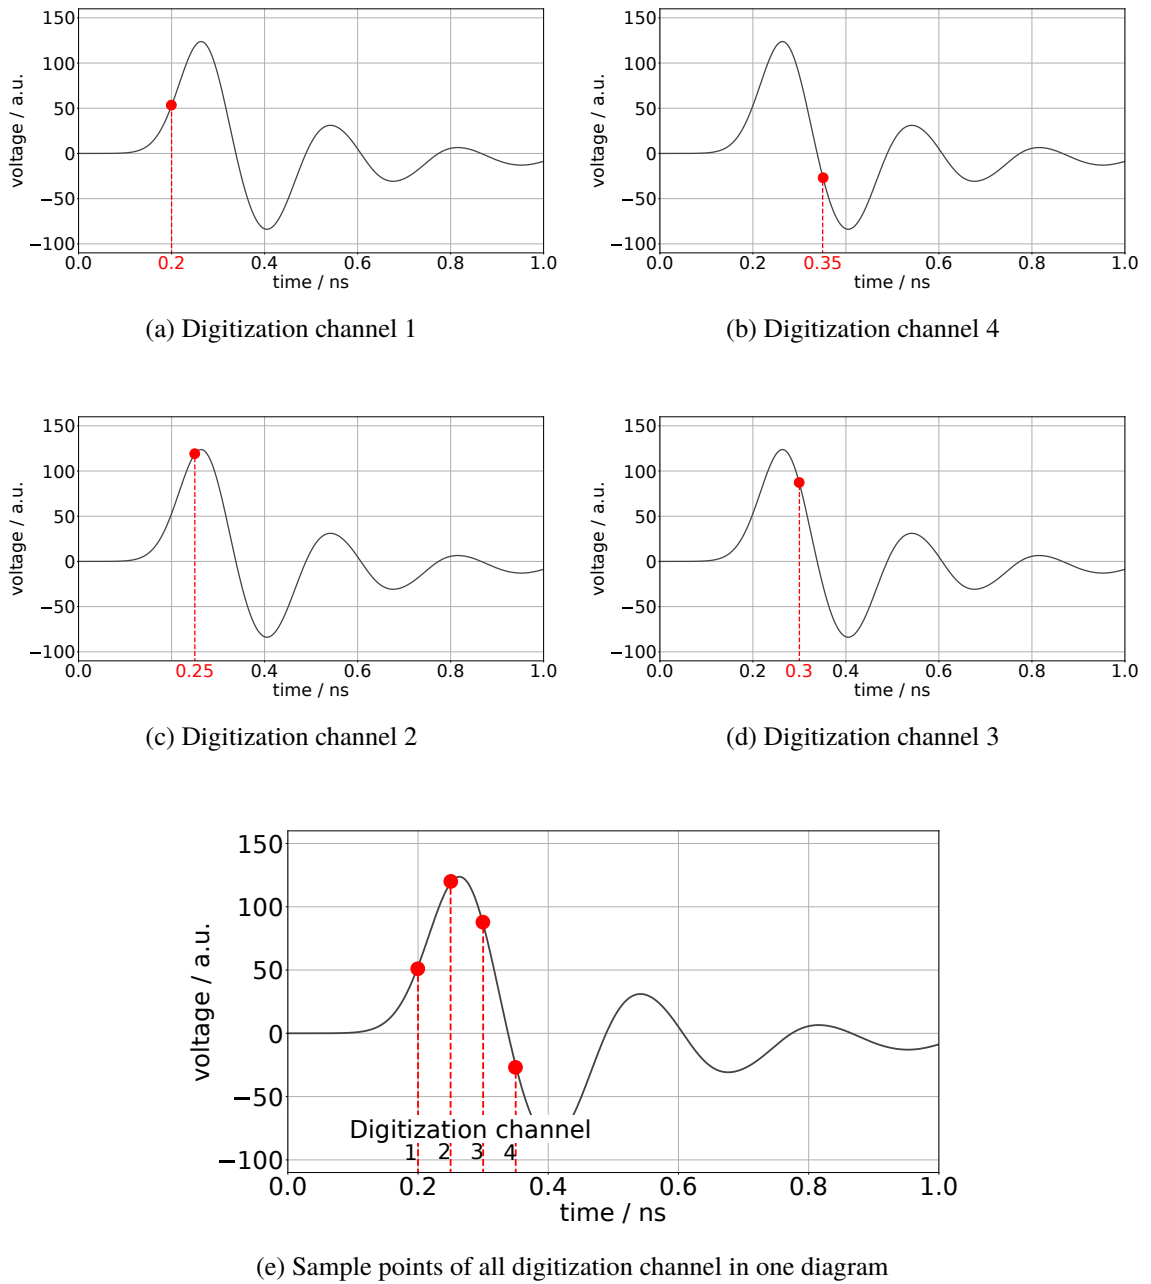 150
100
50
0
−50
−100
voltage / a.u.
0.0 0.2 0.4 0.6 0.8 1.0
time / ns
(a) Digitization channel 1
150
100
50
0
−50
−100
voltage / a.u.
0.0 0.2 0.35 0.6 0.8 1.0
time / ns
(b) Digitization channel 4
150
100
50
0
−50
−100
voltage / a.u.
0.0 0.25 0.4 0.6 0.8 1.0
time / ns
(c) Digitization channel 2
150
100
50
0
−50
−100
voltage / a.u.
0.0 0.2 0.3 0.4 0.6 0.8 1.0
time / ns
(d) Digitization channel 3
150
100
50
0
−50
−100
voltage / a.u.
Digitization channel
1 2 3 4
0.0 0.2 0.4 0.6 0.8 1.0
time / ns
(e) Sample points of all digitization channel in one diagram